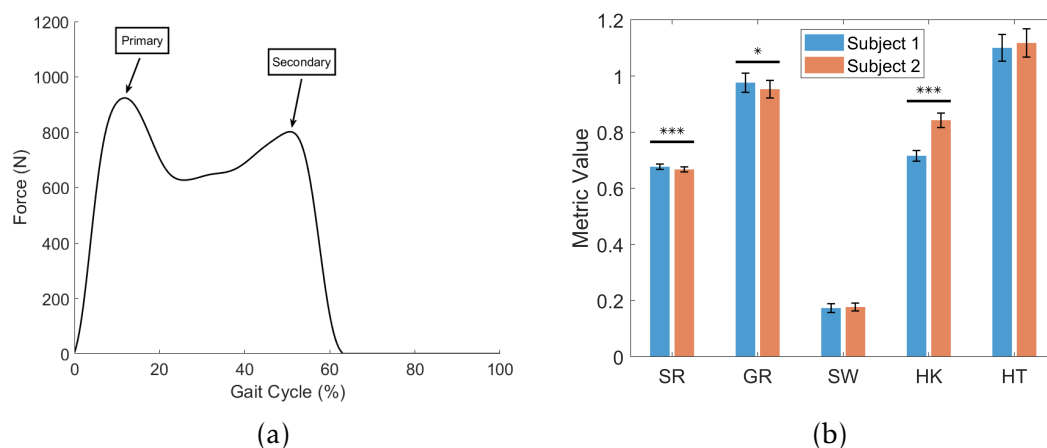 1200
1000
800
600
400
200
0
Force (N)
Primary
Secondary
0 20 40 60 80 100
Gait Cycle (%)
(a)
1.2
1
0.8
0.6
0.4
0.2
0
Metric Value
Subject 1
Subject 2
***
*
***
SR GR SW HK HT
(b)